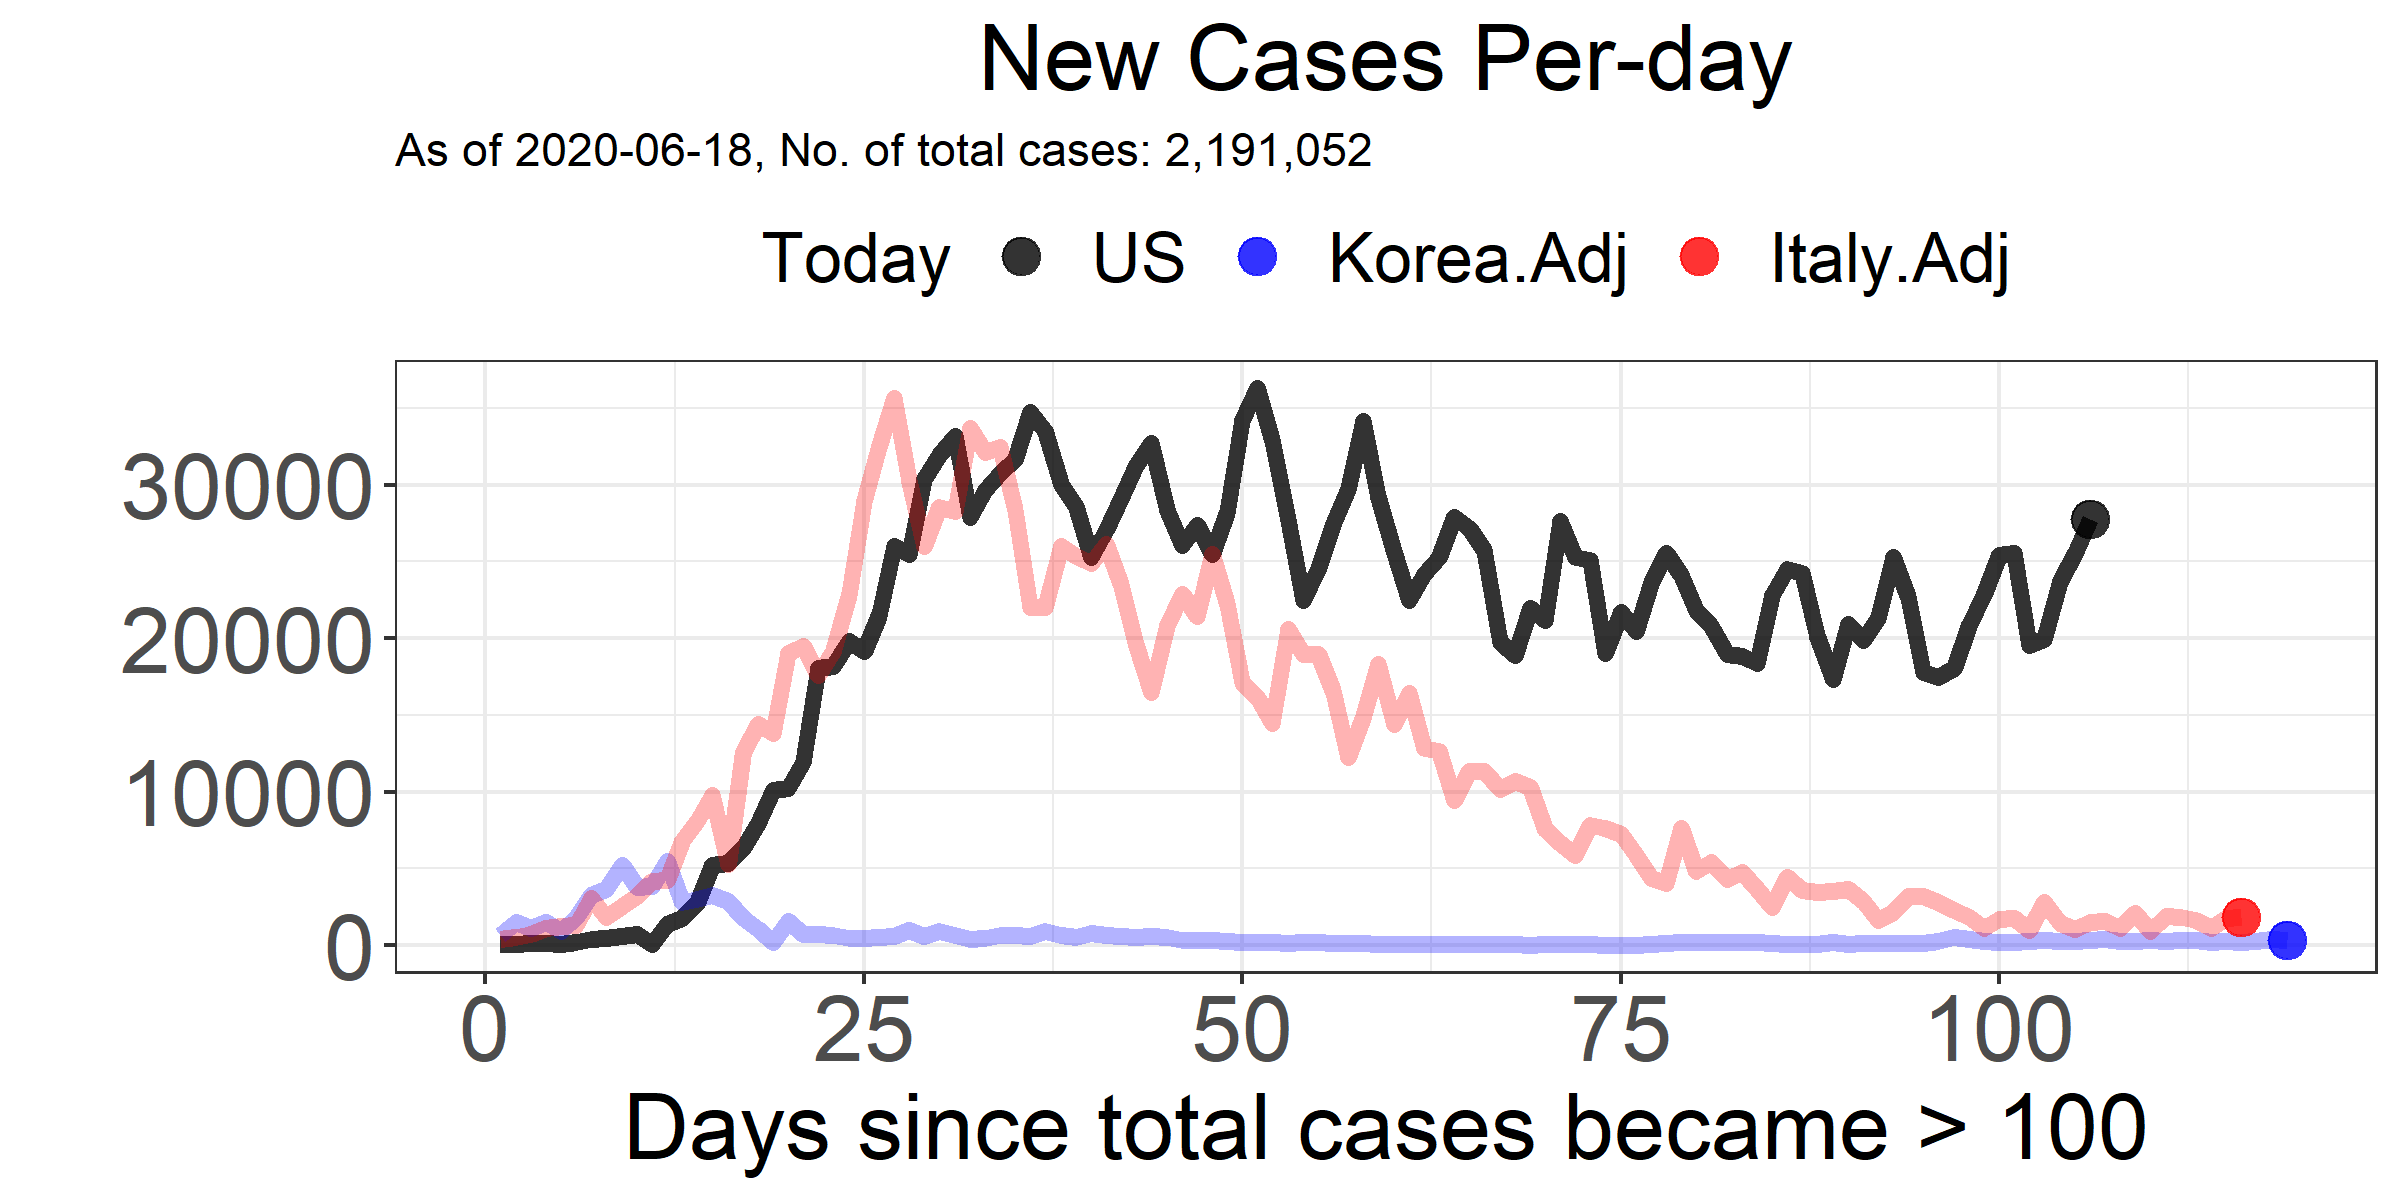 New Cases Per-day
As of 2020-06-18, No. of total cases: 2,191,052
Today US Korea.Adj Italy.Adj
30000
20000
10000
0
0 25 50 75 100
Days since total cases became > 100